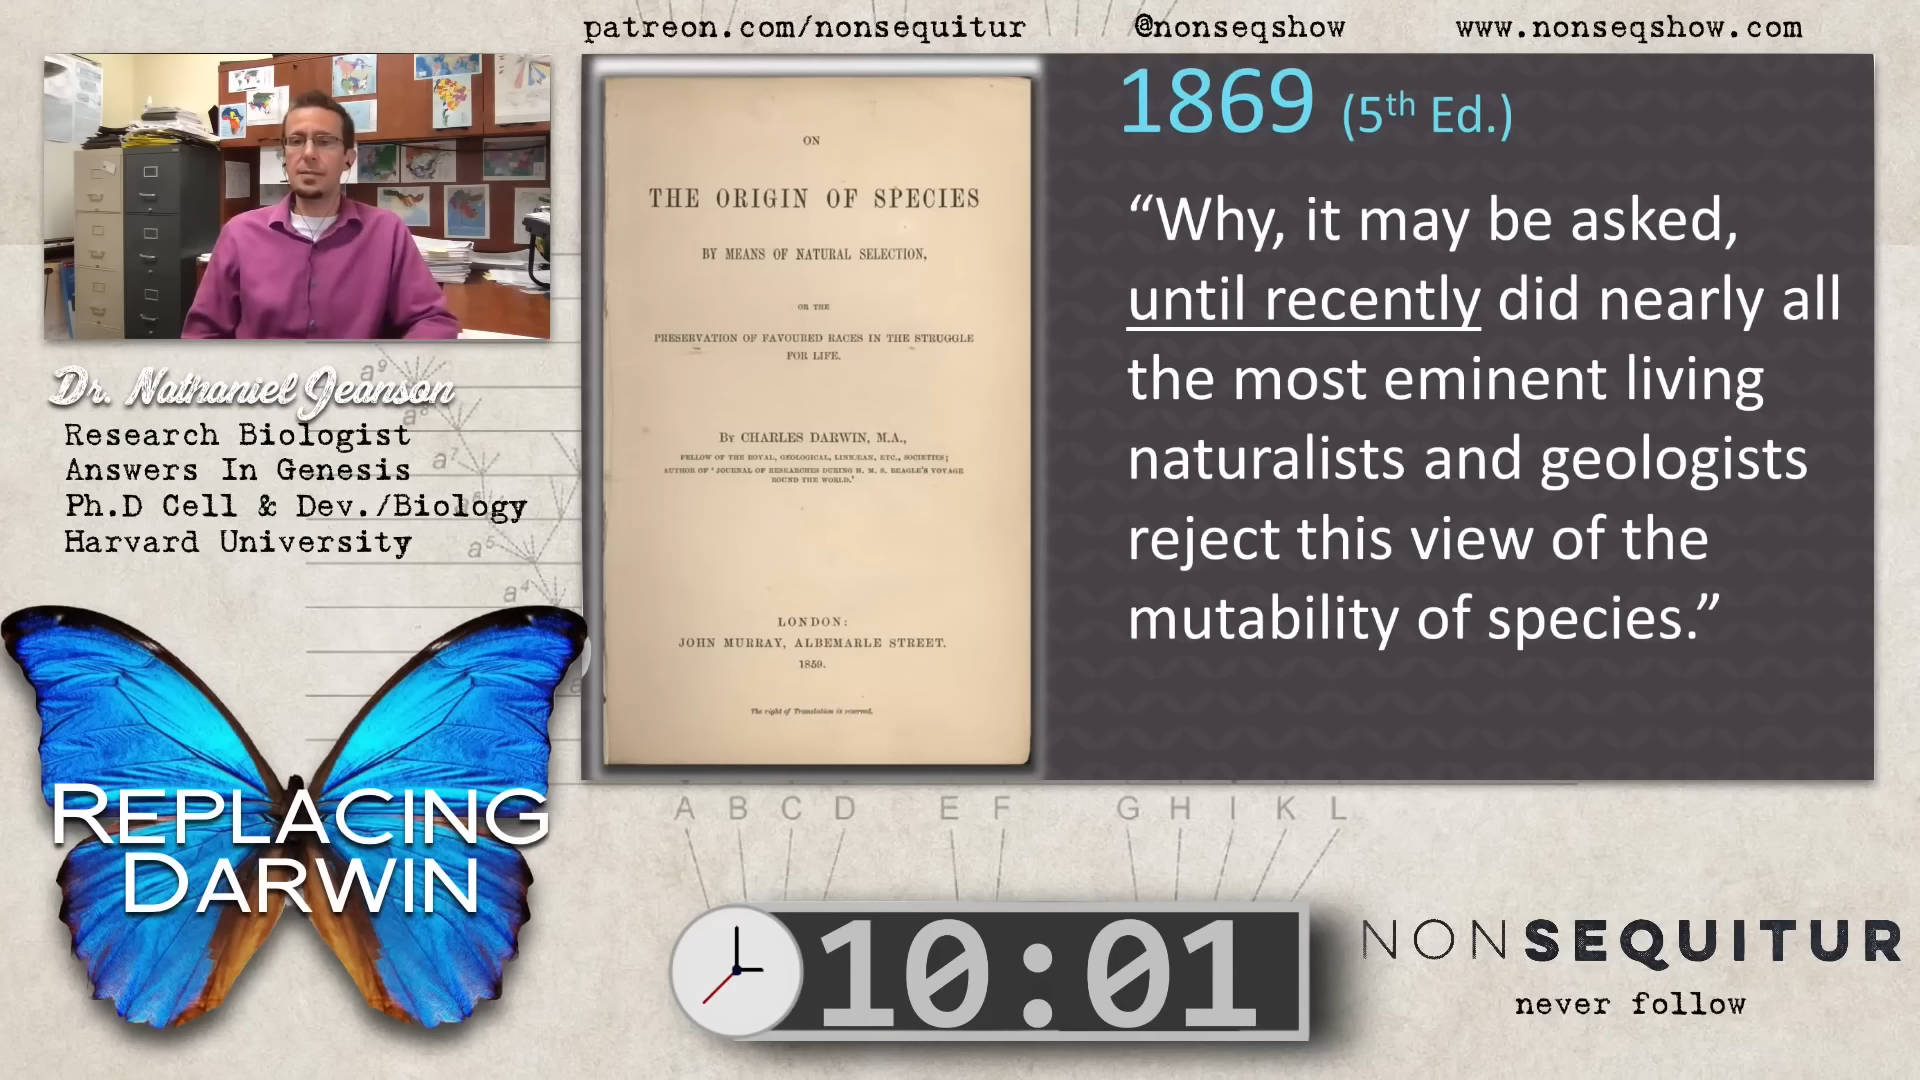 patreon.com/nonsequitur
@nonseqshow
www.nonseqshow.com
Dr. Nathaniel Jeanson
Research Biologist
Answers In Genesis
Ph.D Cell & Dev./Biology
Harvard University
REPLACING
DARWIN
ON
THE ORIGIN OF SPECIES
BY MEANS OF NATURAL SELECTION,
OR THE
PRESERVATION OF FAVOURED RACES IN THE STRUGGLE
FOR LIFE.
BY CHARLES DARWIN, M.A.,
FELLOW OF THE ROYAL, GEOLOGICAL, LINNÆAN, ETC., SOCIETIES;
AUTHOR OF 'JOURNAL OF RESEARCHES DURING H. M. S. BEAGLE'S VOYAGE
ROUND THE WORLD.'
LONDON:
JOHN MURRAY, ALBEMARLE STREET.
1859.
The right of Translation is reserved.
1869 (5th Ed.)
“Why, it may be asked,
until recently did nearly all
the most eminent living
naturalists and geologists
reject this view of the
mutability of species.”
a9
a8
a7
a5
a4
A B C D E F G H I K L
10:01
NONSEQUITUR
never follow